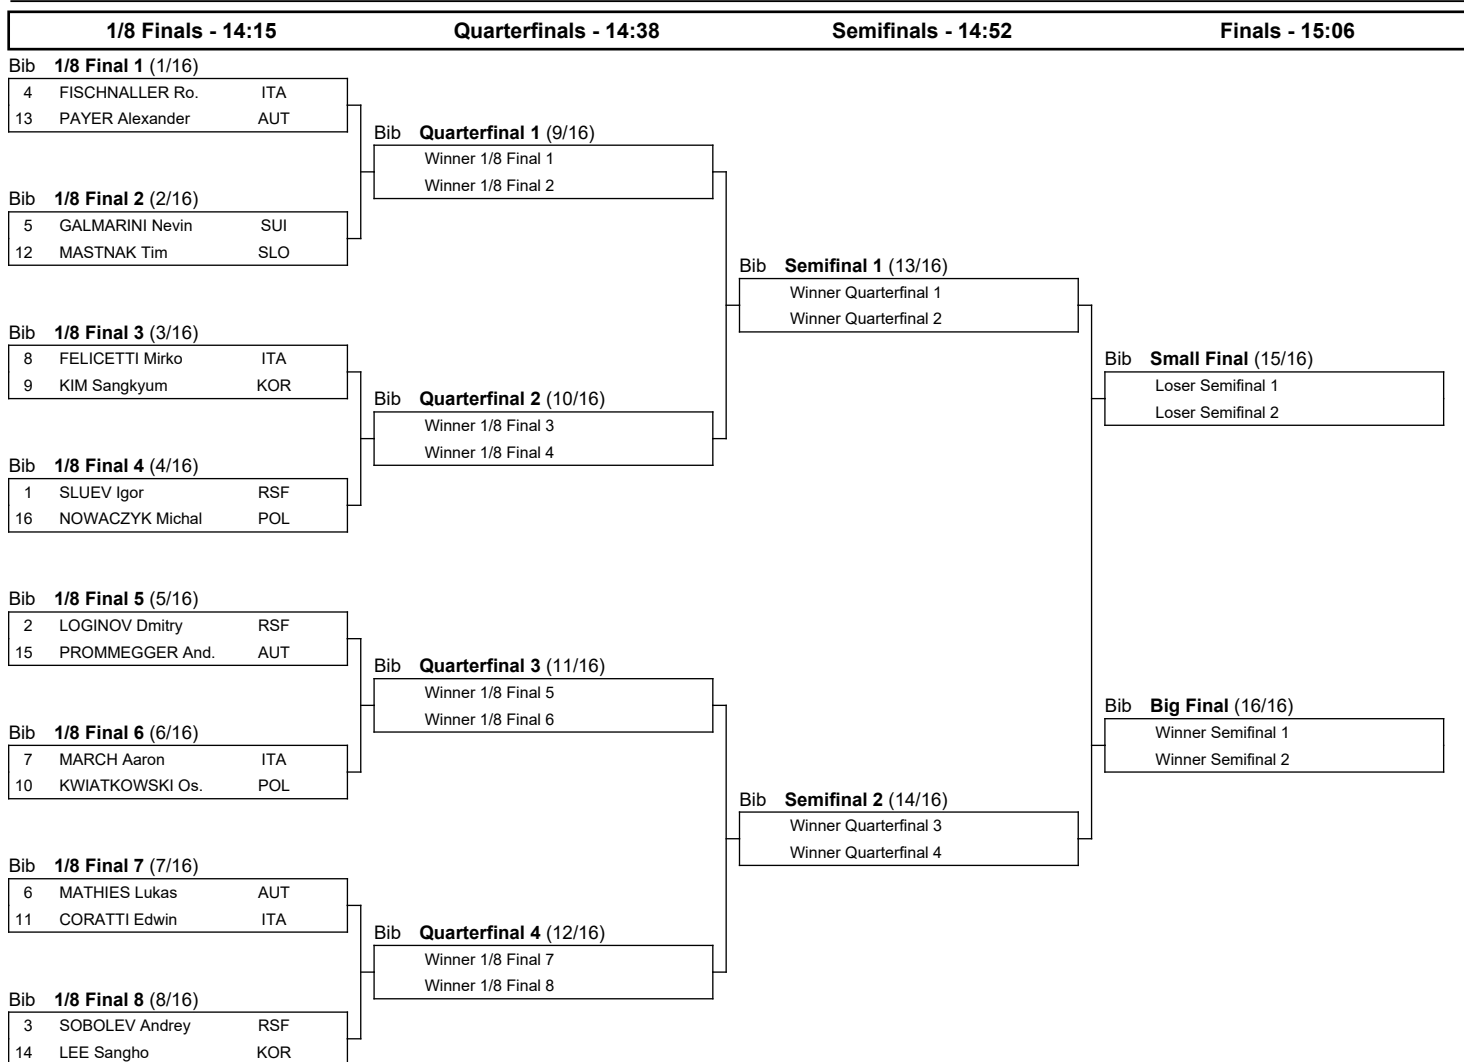 1/8 Finals - 14:15 Quarterfinals - 14:38 Semifinals - 14:52 Finals - 15:06
Bib 1/8 Final 1 (1/16)
4 FISCHNALLER Ro. ITA
13 PAYER Alexander AUT
Bib 1/8 Final 2 (2/16)
5 GALMARINI Nevin SUI
12 MASTNAK Tim SLO
Bib 1/8 Final 3 (3/16)
8 FELICETTI Mirko ITA
9 KIM Sangkyum KOR
Bib 1/8 Final 4 (4/16)
1 SLUEV Igor RSF
16 NOWACZYK Michal POL
Bib 1/8 Final 5 (5/16)
2 LOGINOV Dmitry RSF
15 PROMMEGGER And. AUT
Bib 1/8 Final 6 (6/16)
7 MARCH Aaron ITA
10 KWIATKOWSKI Os. POL
Bib 1/8 Final 7 (7/16)
6 MATHIES Lukas AUT
11 CORATTI Edwin ITA
Bib 1/8 Final 8 (8/16)
3 SOBOLEV Andrey RSF
14 LEE Sangho KOR
Bib Quarterfinal 1 (9/16)
Winner 1/8 Final 1
Winner 1/8 Final 2
Bib Quarterfinal 2 (10/16)
Winner 1/8 Final 3
Winner 1/8 Final 4
Bib Quarterfinal 3 (11/16)
Winner 1/8 Final 5
Winner 1/8 Final 6
Bib Quarterfinal 4 (12/16)
Winner 1/8 Final 7
Winner 1/8 Final 8
Bib Semifinal 1 (13/16)
Winner Quarterfinal 1
Winner Quarterfinal 2
Bib Semifinal 2 (14/16)
Winner Quarterfinal 3
Winner Quarterfinal 4
Bib Small Final (15/16)
Loser Semifinal 1
Loser Semifinal 2
Bib Big Final (16/16)
Winner Semifinal 1
Winner Semifinal 2